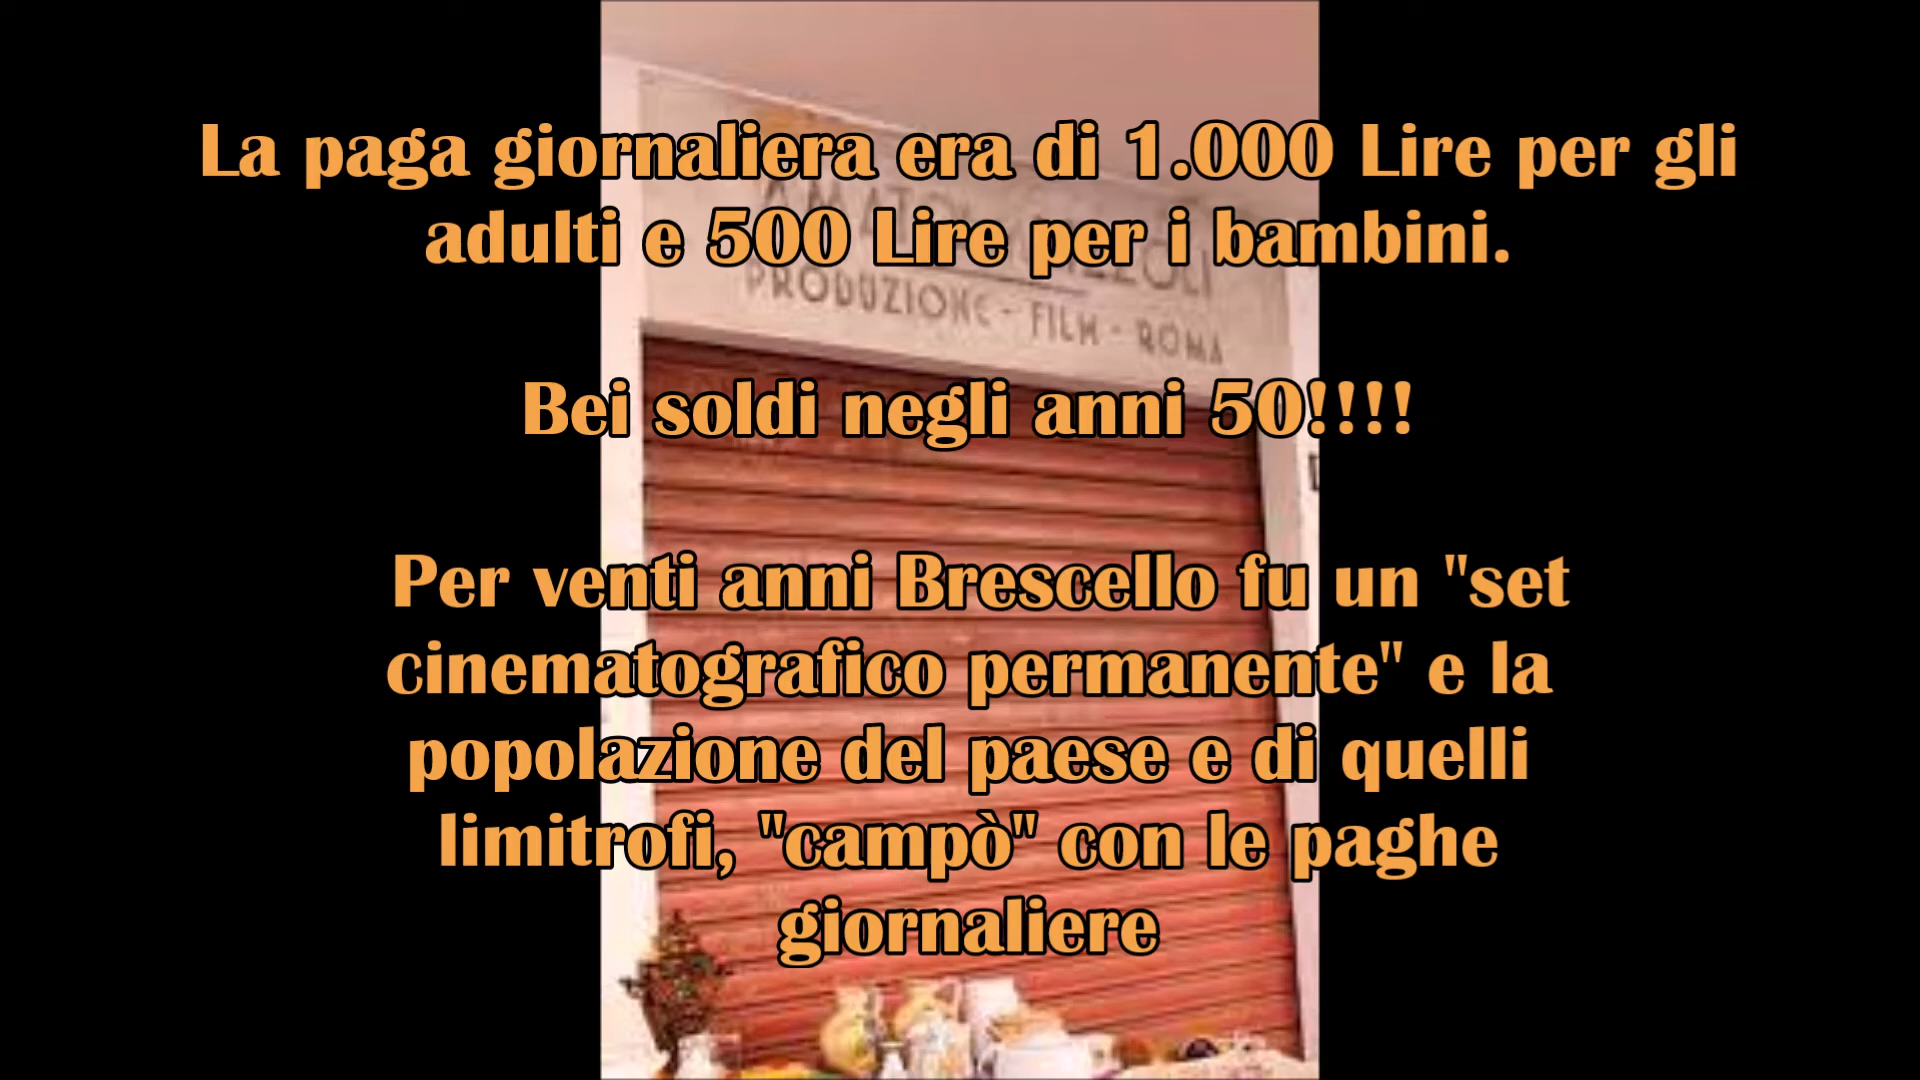 La paga giornaliera era di 1.000 Lire per gli
adulti e 500 Lire per i bambini.
Bei soldi negli anni 50!!!!
Per venti anni Brescello fu un "set
cinematografico permanente" e la
popolazione del paese e di quelli
limitrofi, "campò" con le paghe
giornaliere
PRODUZIONE - FILM - ROMA